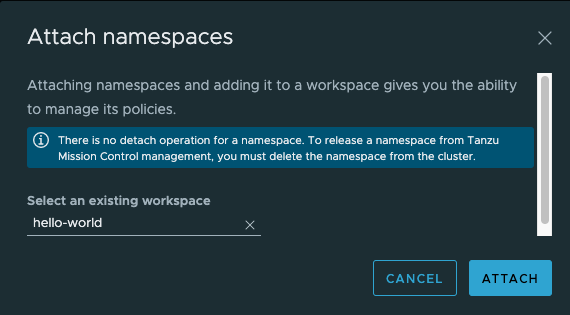 Attach namespaces
Attaching namespaces and adding it to a workspace gives you the ability
to manage its policies.
There is no detach operation for a namespace. To release a namespace from Tanzu
Mission Control management, you must delete the namespace from the cluster.
Select an existing workspace
hello-world
CANCEL
ATTACH